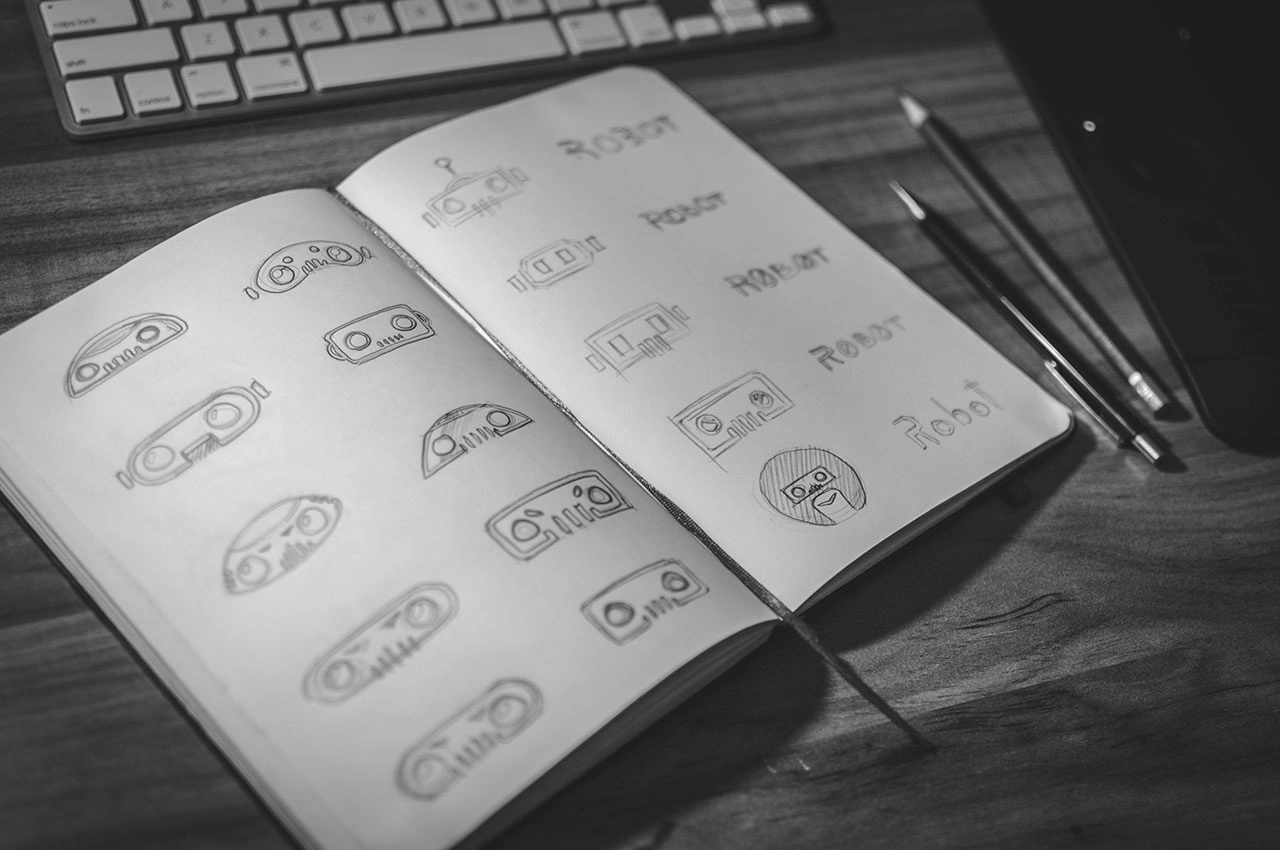 caps lock
A
shift
Z
X
C
V
B
N
M
fn
control
option
command
ROBOT
ROBOT
ROBOT
ROBOT
Robot